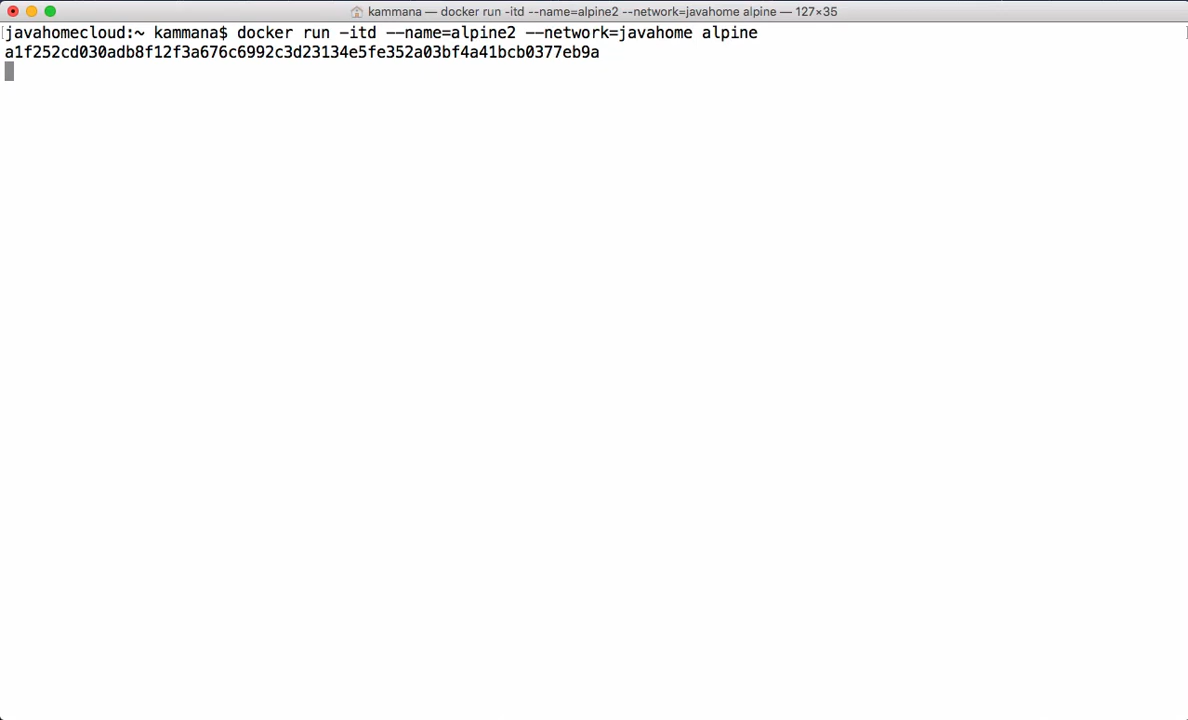 kammana — docker run -itd --name=alpine2 --network=javahome alpine — 127×35
javahomecloud:~ kammana$ docker run -itd --name=alpine2 --network=javahome alpine
a1f252cd030adb8f12f3a676c6992c3d23134e5fe352a03bf4a41bcb0377eb9a